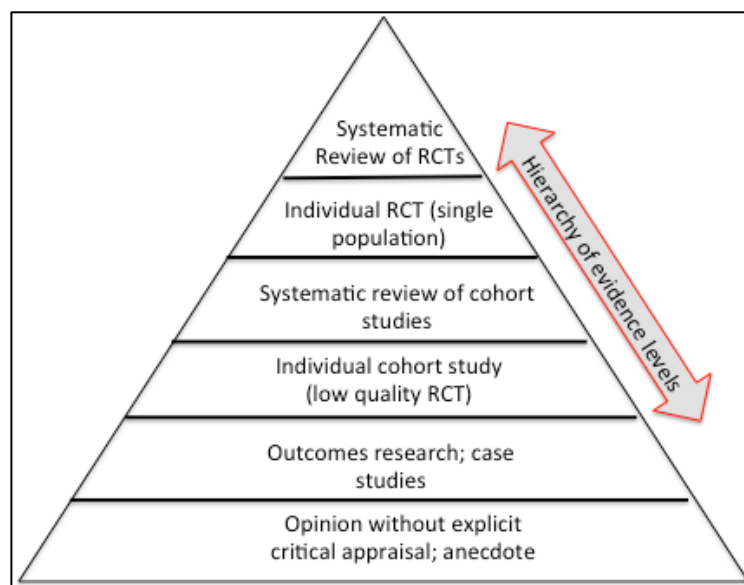 Systematic
Review of RCTs
Individual RCT (single
population)
Systematic review of cohort
studies
Individual cohort study
(low quality RCT)
Outcomes research; case
studies
Opinion without explicit
critical appraisal; anecdote
Hierarchy of evidence levels